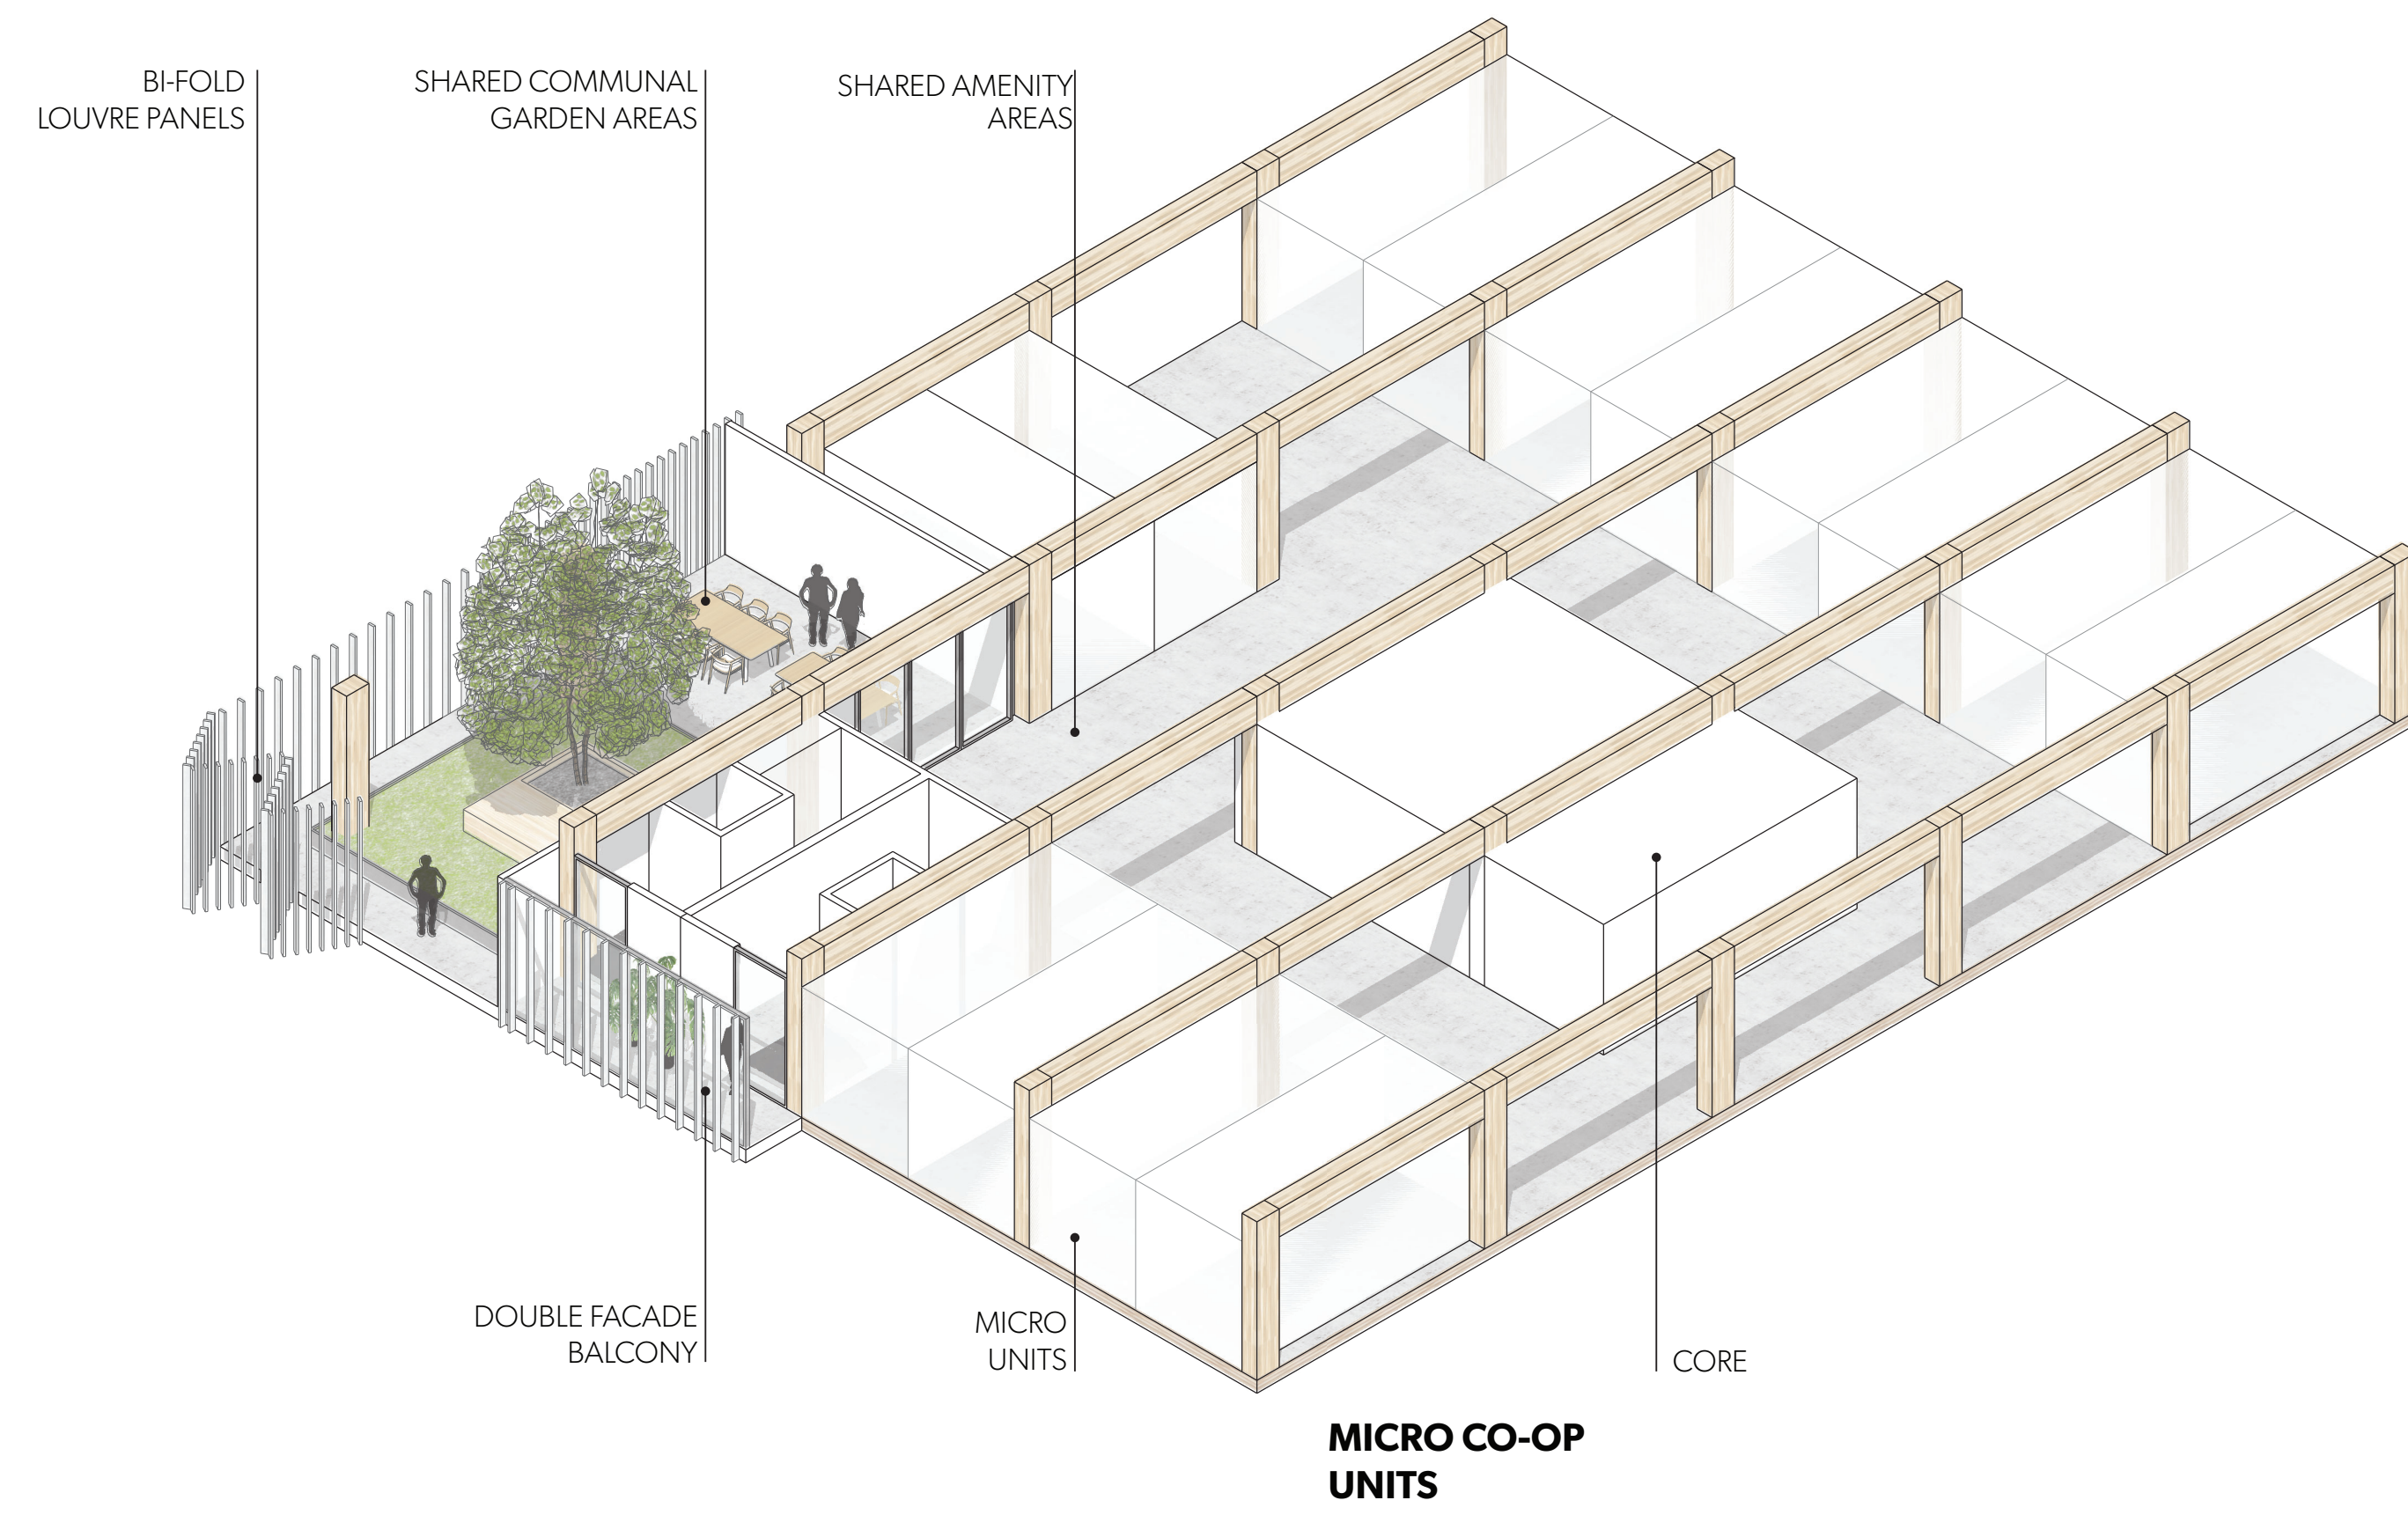 BI-FOLD
LOUVRE PANELS
SHARED COMMUNAL
GARDEN AREAS
SHARED AMENITY
AREAS
DOUBLE FACADE
BALCONY
MICRO
UNITS
CORE
MICRO CO-OP
UNITS